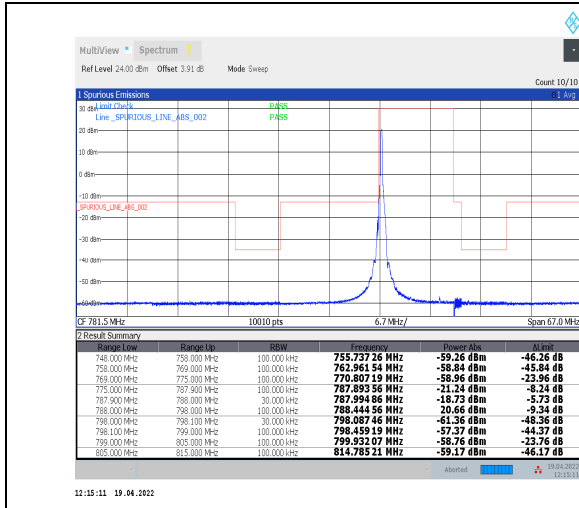 MultiView Spectrum
Ref Level 24.00 dBm Offset 3.91 dB Mode Sweep
Count 10/10
1 Spurious Emissions 1 Avg
Limit Check PASS
Line _SPURIOUS_LINE_ABS_002 PASS
30 dBm
20 dBm
10 dBm
0 dBm
-10 dBm
_SPURIOUS_LINE_ABS_002
-20 dBm
-30 dBm
-40 dBm
-50 dBm
-60 dBm
CF 781.5 MHz 10010 pts 6.7 MHz/ Span 67.0 MHz
2 Result Summary
Range Low Range Up RBW Frequency Power Abs ΔLimit
748.000 MHz 758.000 MHz 100.000 kHz 755.737 26 MHz -59.26 dBm -46.26 dB
758.000 MHz 769.000 MHz 100.000 kHz 762.961 54 MHz -58.84 dBm -45.84 dB
769.000 MHz 775.000 MHz 100.000 kHz 770.807 19 MHz -58.96 dBm -23.96 dB
775.000 MHz 787.900 MHz 100.000 kHz 787.893 56 MHz -21.24 dBm -8.24 dB
787.900 MHz 788.000 MHz 30.000 kHz 787.994 86 MHz -18.73 dBm -5.73 dB
788.000 MHz 798.000 MHz 100.000 kHz 788.444 56 MHz 20.66 dBm -9.34 dB
798.000 MHz 798.100 MHz 30.000 kHz 798.087 46 MHz -61.36 dBm -48.36 dB
798.100 MHz 799.000 MHz 100.000 kHz 798.459 19 MHz -57.37 dBm -44.37 dB
799.000 MHz 805.000 MHz 100.000 kHz 799.932 07 MHz -58.76 dBm -23.76 dB
805.000 MHz 815.000 MHz 100.000 kHz 814.785 21 MHz -59.17 dBm -46.17 dB
Aborted 19.04.2022
12:15:11
12:15:11 19.04.2022